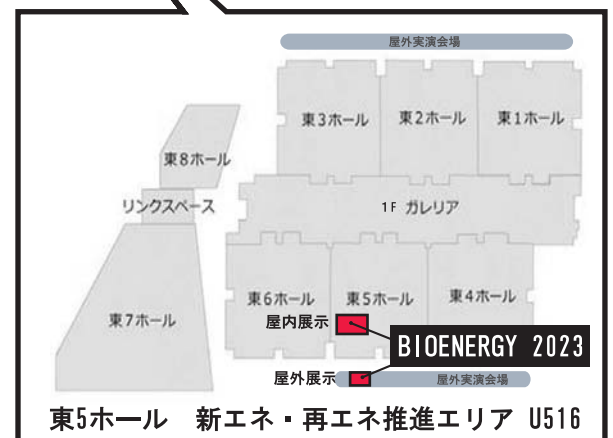 屋外実演会場
東3ホール
東2ホール
東1ホール
東8ホール
リンクスペース
1F ガレリア
東7ホール
東6ホール
東5ホール
東4ホール
屋内展示
BIOENERGY 2023
屋外展示
屋外実演会場
東5ホール 新エネ・再エネ推進エリア U516